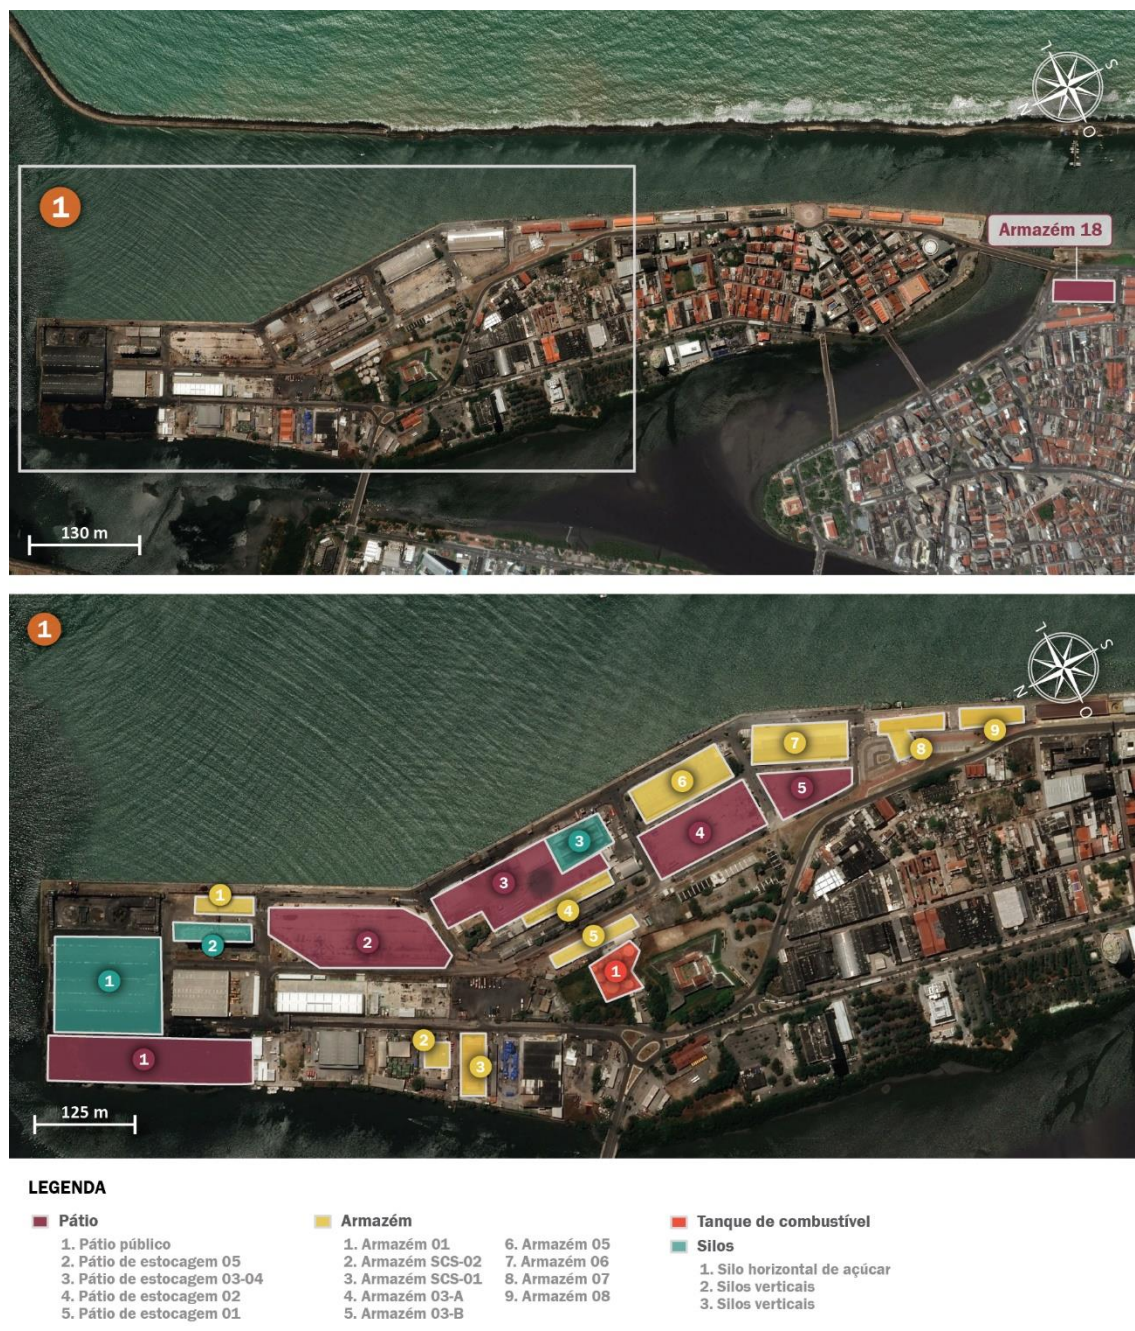 L
S
N
O
1
Armazém 18
130 m
1
L
S
N
O
7
8
9
6
5
4
3
3
1
4
2
2
5
1
1
2
3
1
125 m
LEGENDA
Pátio
1. Pátio público
2. Pátio de estocagem 05
3. Pátio de estocagem 03-04
4. Pátio de estocagem 02
5. Pátio de estocagem 01
Armazém
1. Armazém 01
2. Armazém SCS-02
3. Armazém SCS-01
4. Armazém 03-A
5. Armazém 03-B
6. Armazém 05
7. Armazém 06
8. Armazém 07
9. Armazém 08
Tanque de combustível
Silos
1. Silo horizontal de açúcar
2. Silos verticais
3. Silos verticais